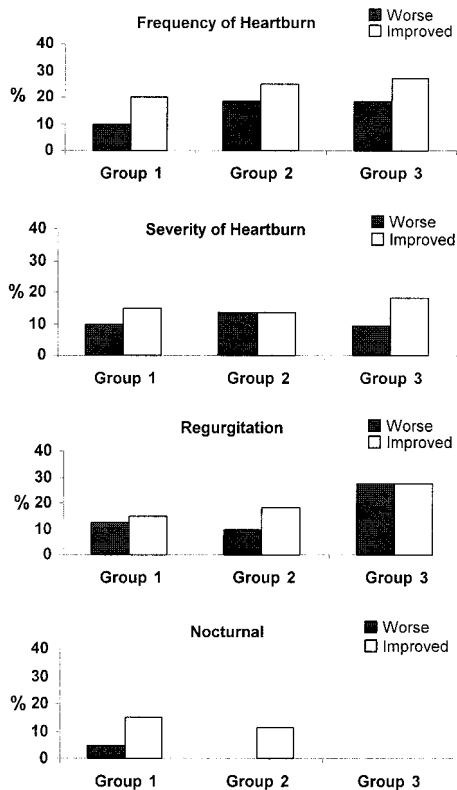 Frequency of Heartburn
Worse
Improved
40
30
20
10
0
%
Group 1 Group 2 Group 3
Severity of Heartburn
Worse
Improved
40
30
20
10
0
%
Group 1 Group 2 Group 3
Regurgitation
Worse
Improved
40
30
20
10
0
%
Group 1 Group 2 Group 3
Nocturnal
Worse
Improved
40
30
20
10
0
%
Group 1 Group 2 Group 3